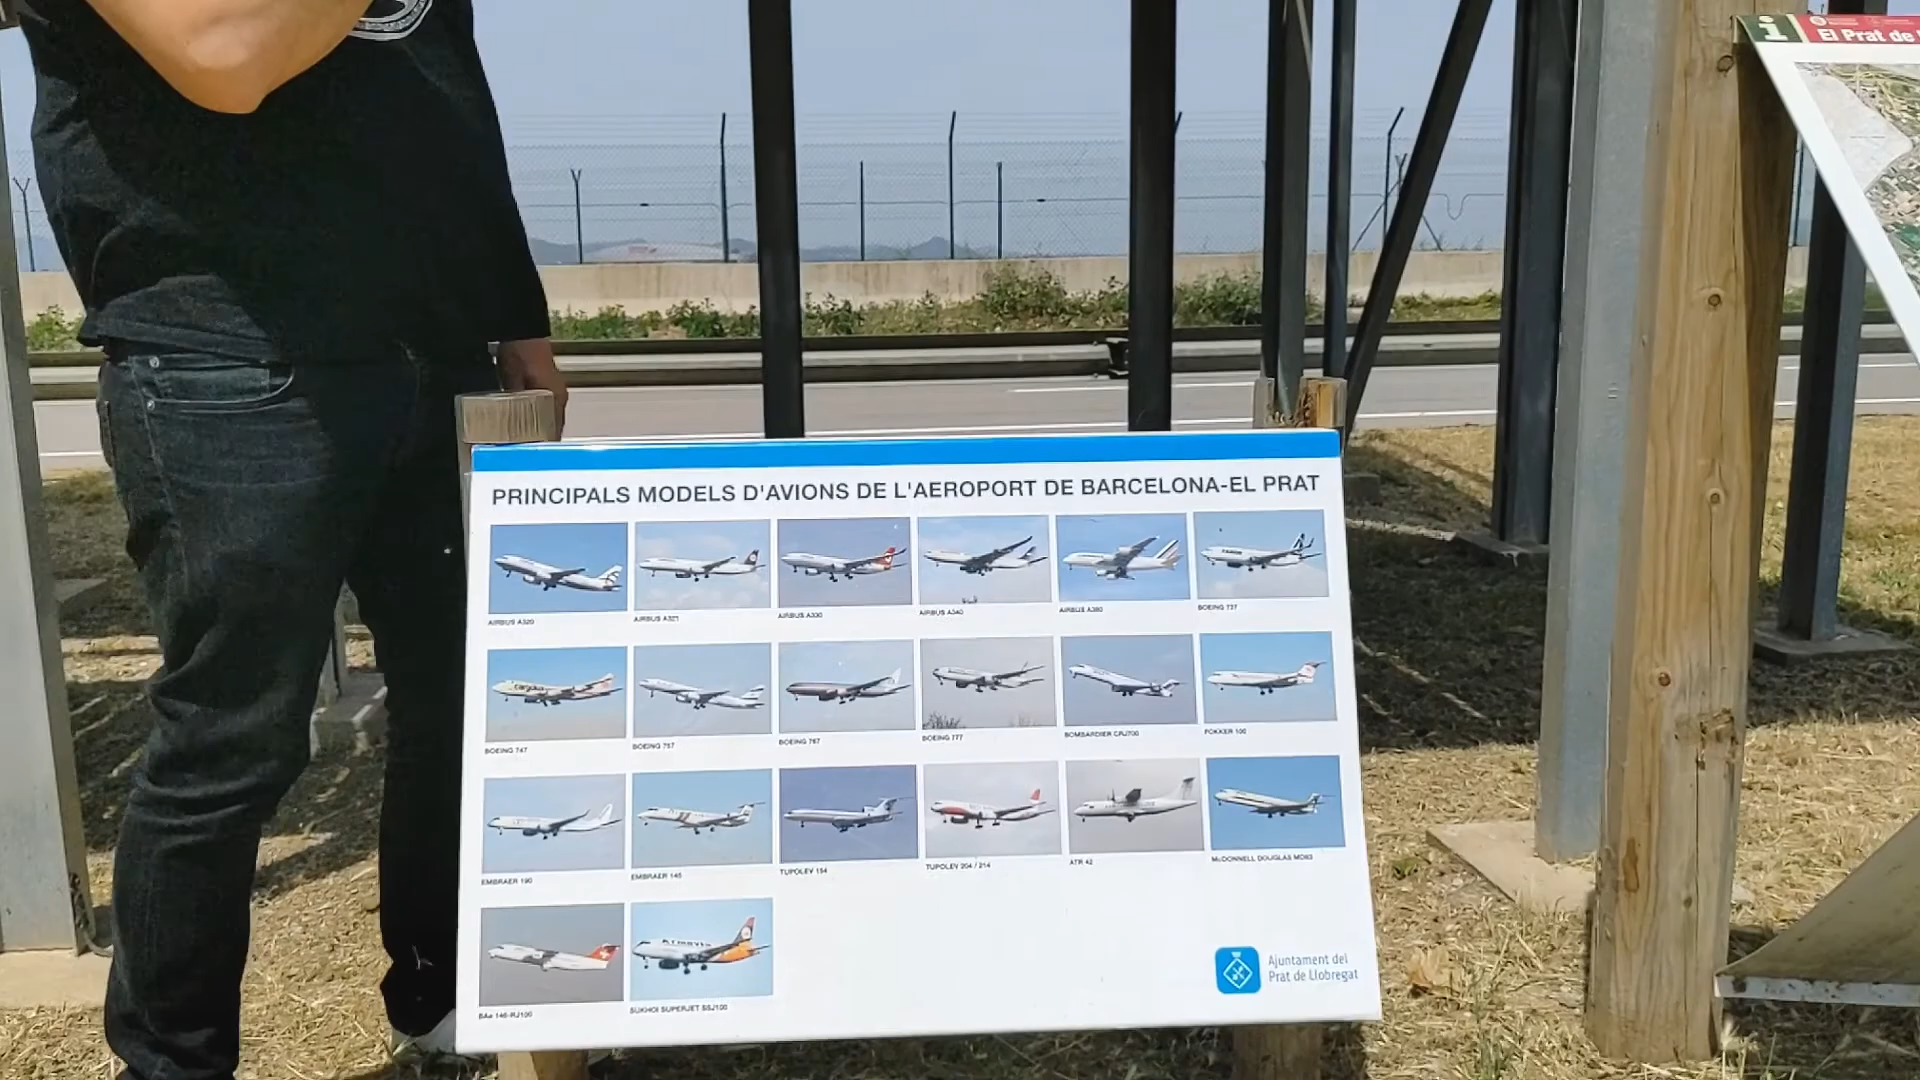 El Prat de
PRINCIPALS MODELS D'AVIONS DE L'AEROPORT DE BARCELONA-EL PRAT
AIRBUS A320
AIRBUS A321
AIRBUS A330
AIRBUS A340
AIRBUS A380
BOEING 737
BOEING 747
BOEING 757
BOEING 767
BOEING 777
BOMBARDIER CRJ700
FOKKER 100
EMBRAER 190
EMBRAER 145
TUPOLEV 154
TUPOLEV 204 / 214
ATR 42
McDONNELL DOUGLAS MD83
BAe 146-RJ100
SUKHOI SUPERJET SSJ100
Ajuntament del
Prat de Llobregat